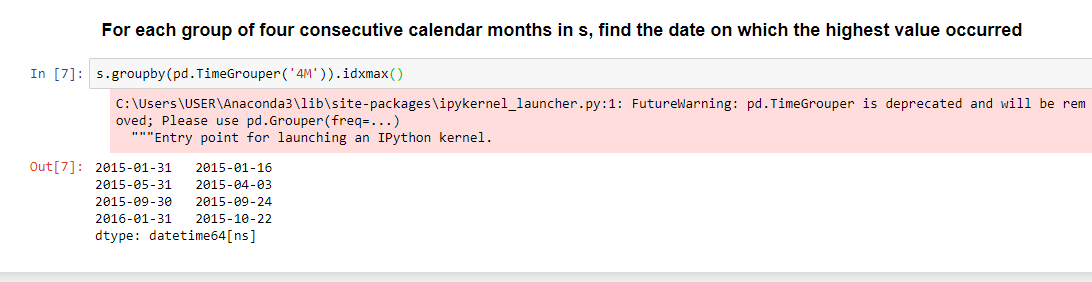 For each group of four consecutive calendar months in s, find the date on which the highest value occurred
In [7]: s.groupby(pd.TimeGrouper('4M')).idxmax()
C:\Users\USER\Anaconda3\lib\site-packages\ipykernel_launcher.py:1: FutureWarning: pd.TimeGrouper is deprecated and will be rem
oved; Please use pd.Grouper(freq=...)
"""Entry point for launching an IPython kernel.
Out[7]: 2015-01-31 2015-01-16
2015-05-31 2015-04-03
2015-09-30 2015-09-24
2016-01-31 2015-10-22
dtype: datetime64[ns]